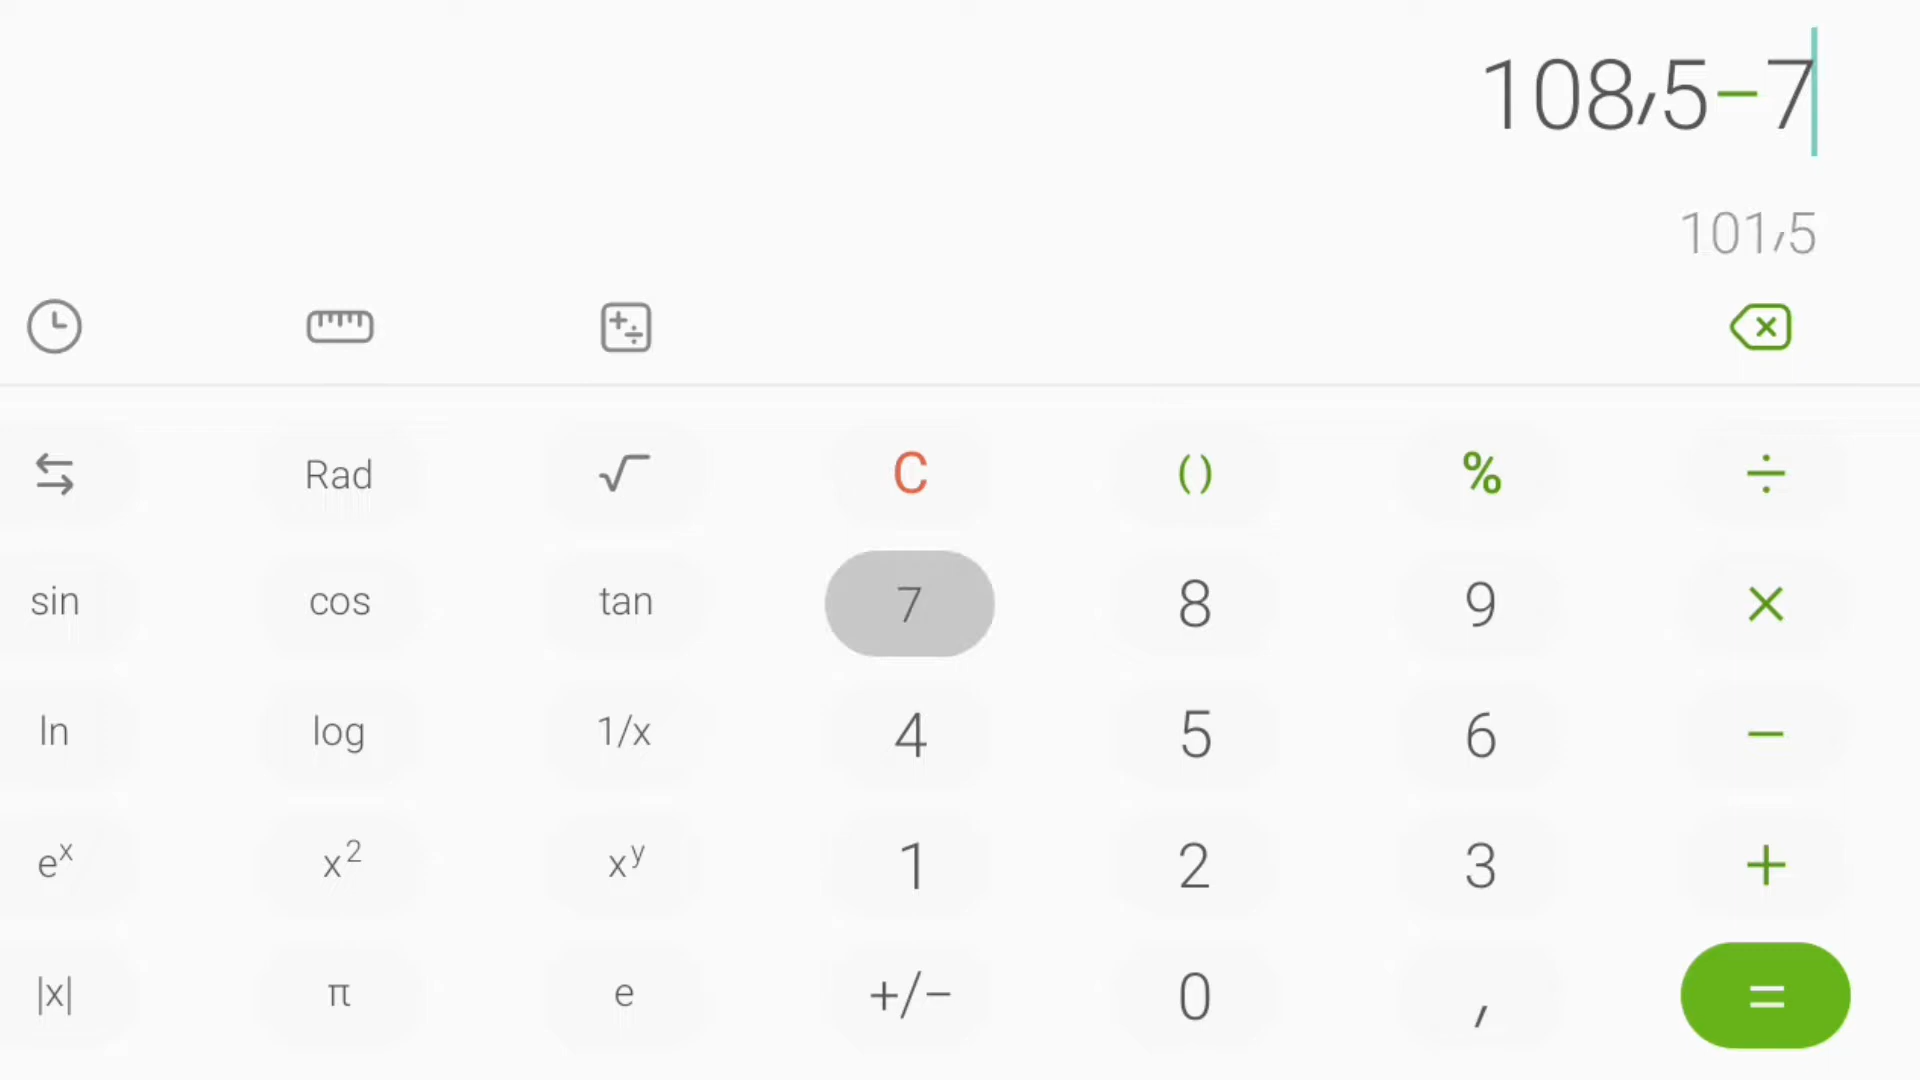 108,5−7
101,5
Rad √ C () % ÷
sin cos tan 7 8 9 ×
ln log 1/x 4 5 6 −
eˣ x² xʸ 1 2 3 +
|x| π e +/− 0 , =